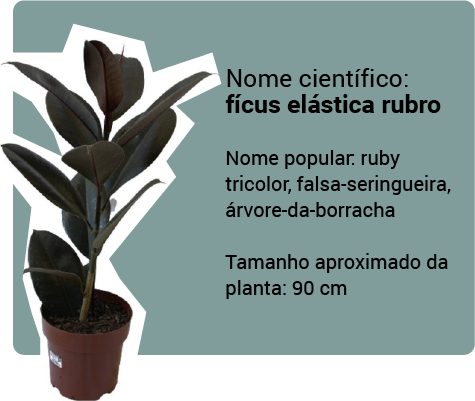 Nome científico:
fícus elástica rubro
Nome popular: ruby
tricolor, falsa-seringueira,
árvore-da-borracha
Tamanho aproximado da
planta: 90 cm